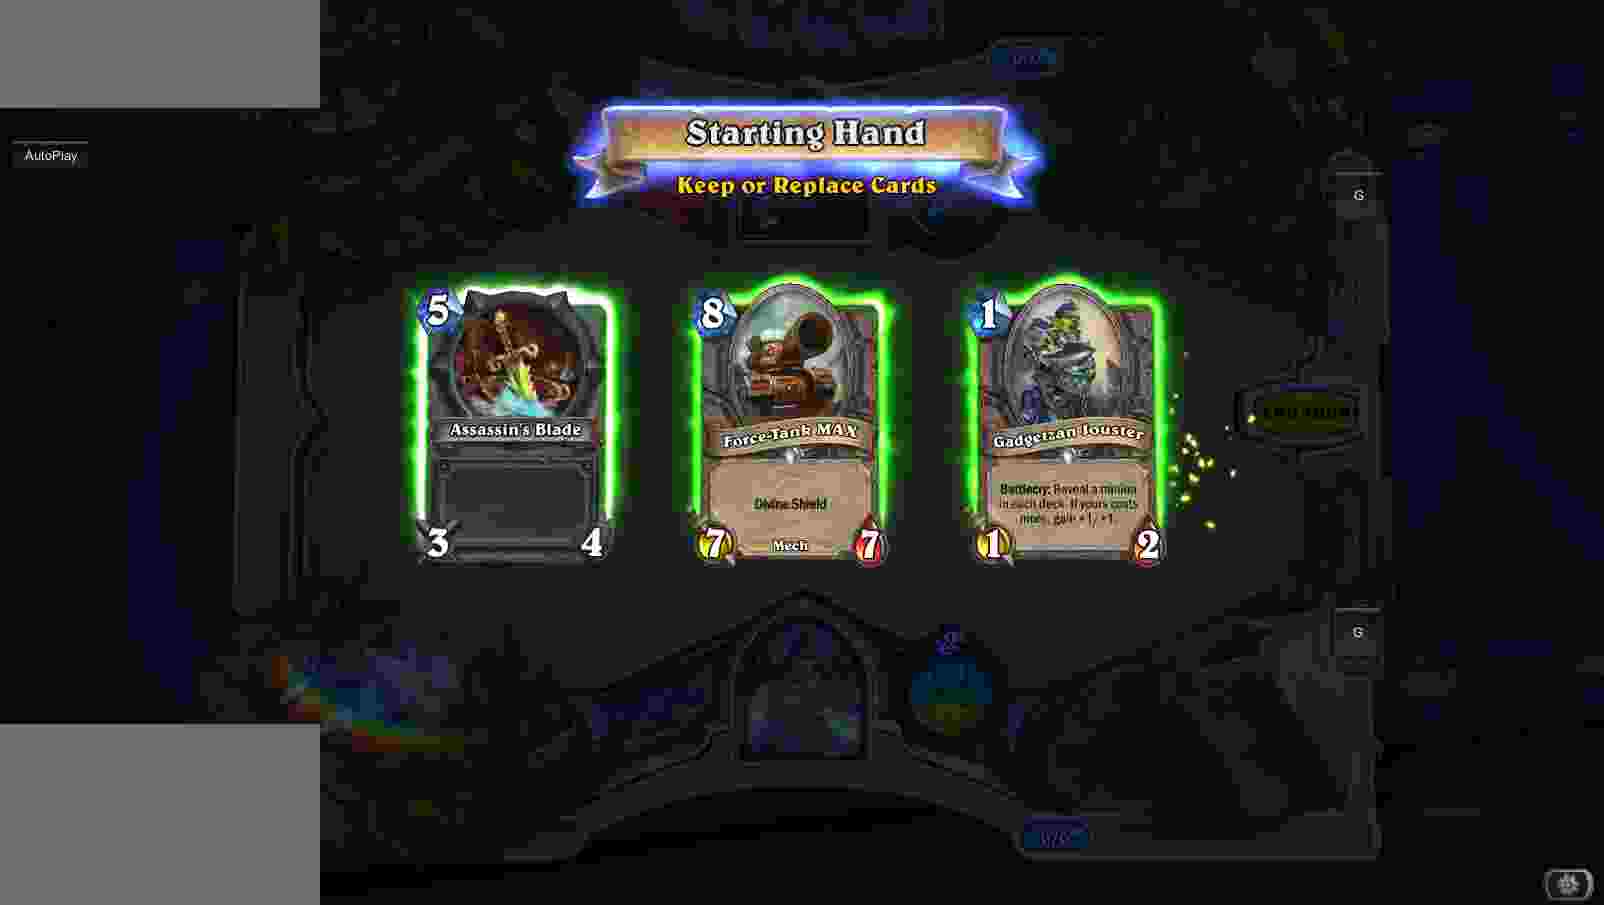 Starting Hand
Keep or Replace Cards
AutoPlay
G
5
Assassin's Blade
3
4
8
Force-Tank MAX
Divine Shield
7
Mech
7
1
Gadgetzan Jouster
Battlecry: Reveal a minion
in each deck. If yours costs
more, gain +1/+1.
1
2
END TURN
G